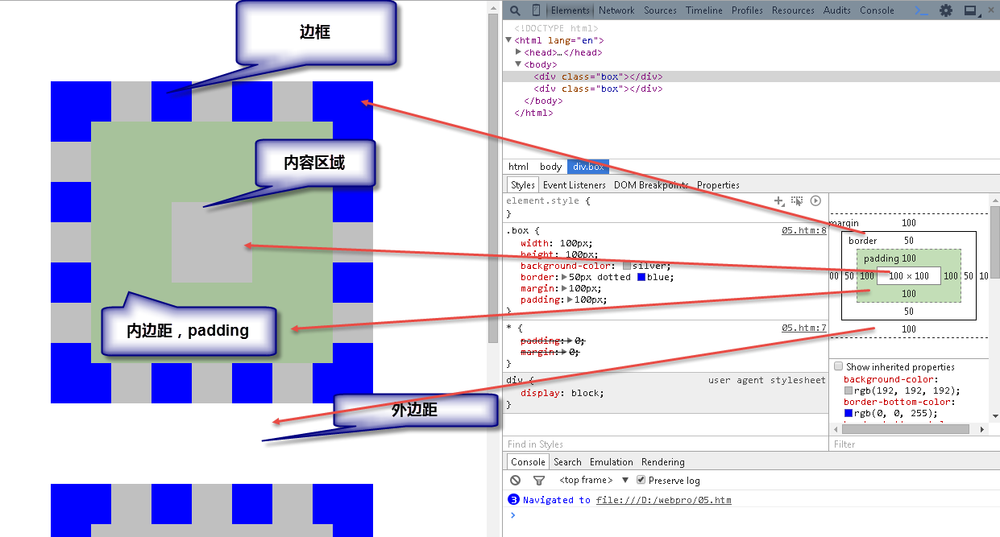 边框
内容区域
内边距，padding
外边距
Elements Network Sources Timeline Profiles Resources Audits Console
<!DOCTYPE html>
<html lang="en">
<head>…</head>
<body>
<div class="box"></div>
<div class="box"></div>
</body>
</html>
html body div.box
Styles Event Listeners DOM Breakpoints Properties
element.style {
}
.box { 05.htm:8
width: 100px;
height: 100px;
background-color: silver;
border: 50px dotted blue;
margin: 100px;
padding: 100px;
}
* { 05.htm:7
padding: 0;
margin: 0;
}
div { user agent stylesheet
display: block;
}
Find in Styles
margin 100
border 50
padding 100
00 50 100 100 × 100 100 50 10
100
50
100
Show inherited properties
background-color:
rgb(192, 192, 192);
border-bottom-color:
rgb(0, 0, 255);
Filter
Console Search Emulation Rendering
<top frame> Preserve log
3 Navigated to file:///D:/webpro/05.htm